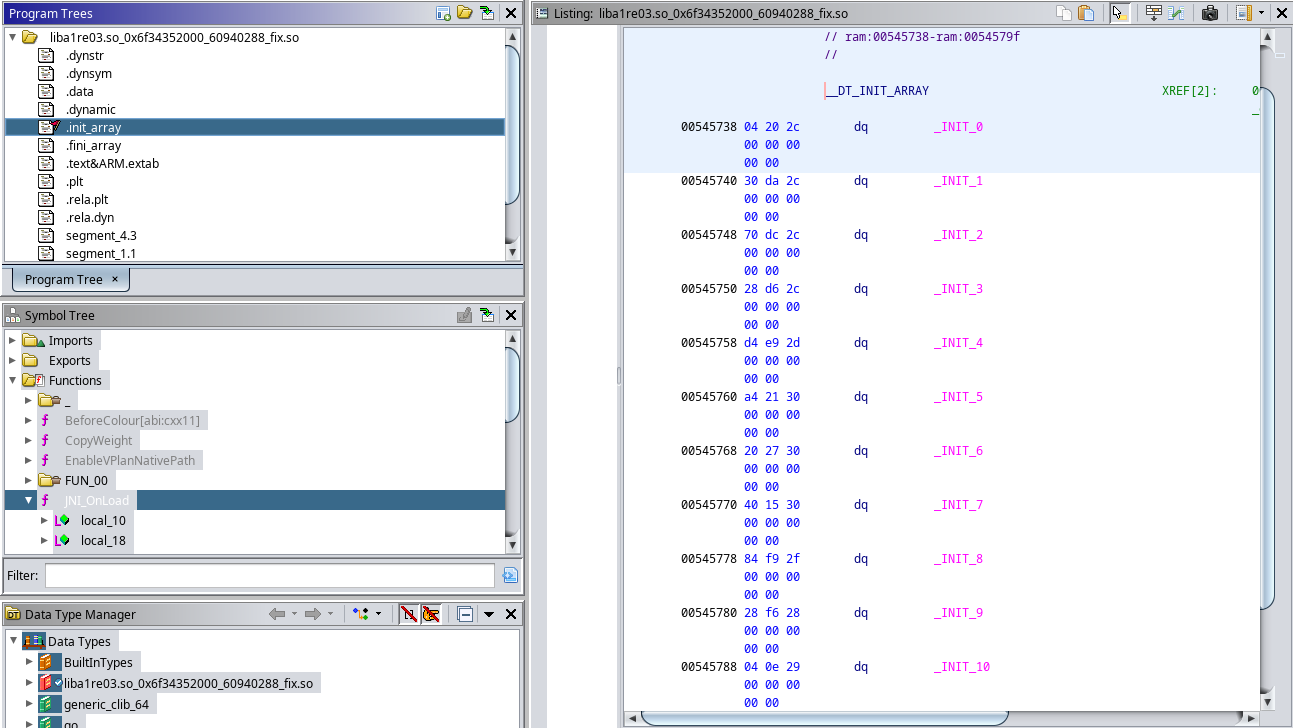 Program Trees
liba1re03.so_0x6f34352000_60940288_fix.so
.dynstr
.dynsym
.data
.dynamic
.init_array
.fini_array
.text&ARM.extab
.plt
.rela.plt
.rela.dyn
segment_4.3
segment_1.1
Program Tree ×
Symbol Tree
Imports
Exports
Functions
_
BeforeColour[abi:cxx11]
CopyWeight
EnableVPlanNativePath
FUN_00
JNI_OnLoad
local_10
local_18
Filter:
Data Type Manager
Data Types
BuiltInTypes
liba1re03.so_0x6f34352000_60940288_fix.so
generic_clib_64
go
Listing: liba1re03.so_0x6f34352000_60940288_fix.so
// ram:00545738-ram:0054579f
//
__DT_INIT_ARRAY XREF[2]: 0
00545738 04 20 2c dq _INIT_0
00 00 00
00 00
00545740 30 da 2c dq _INIT_1
00 00 00
00 00
00545748 70 dc 2c dq _INIT_2
00 00 00
00 00
00545750 28 d6 2c dq _INIT_3
00 00 00
00 00
00545758 d4 e9 2d dq _INIT_4
00 00 00
00 00
00545760 a4 21 30 dq _INIT_5
00 00 00
00 00
00545768 20 27 30 dq _INIT_6
00 00 00
00 00
00545770 40 15 30 dq _INIT_7
00 00 00
00 00
00545778 84 f9 2f dq _INIT_8
00 00 00
00 00
00545780 28 f6 28 dq _INIT_9
00 00 00
00 00
00545788 04 0e 29 dq _INIT_10
00 00 00
00 00